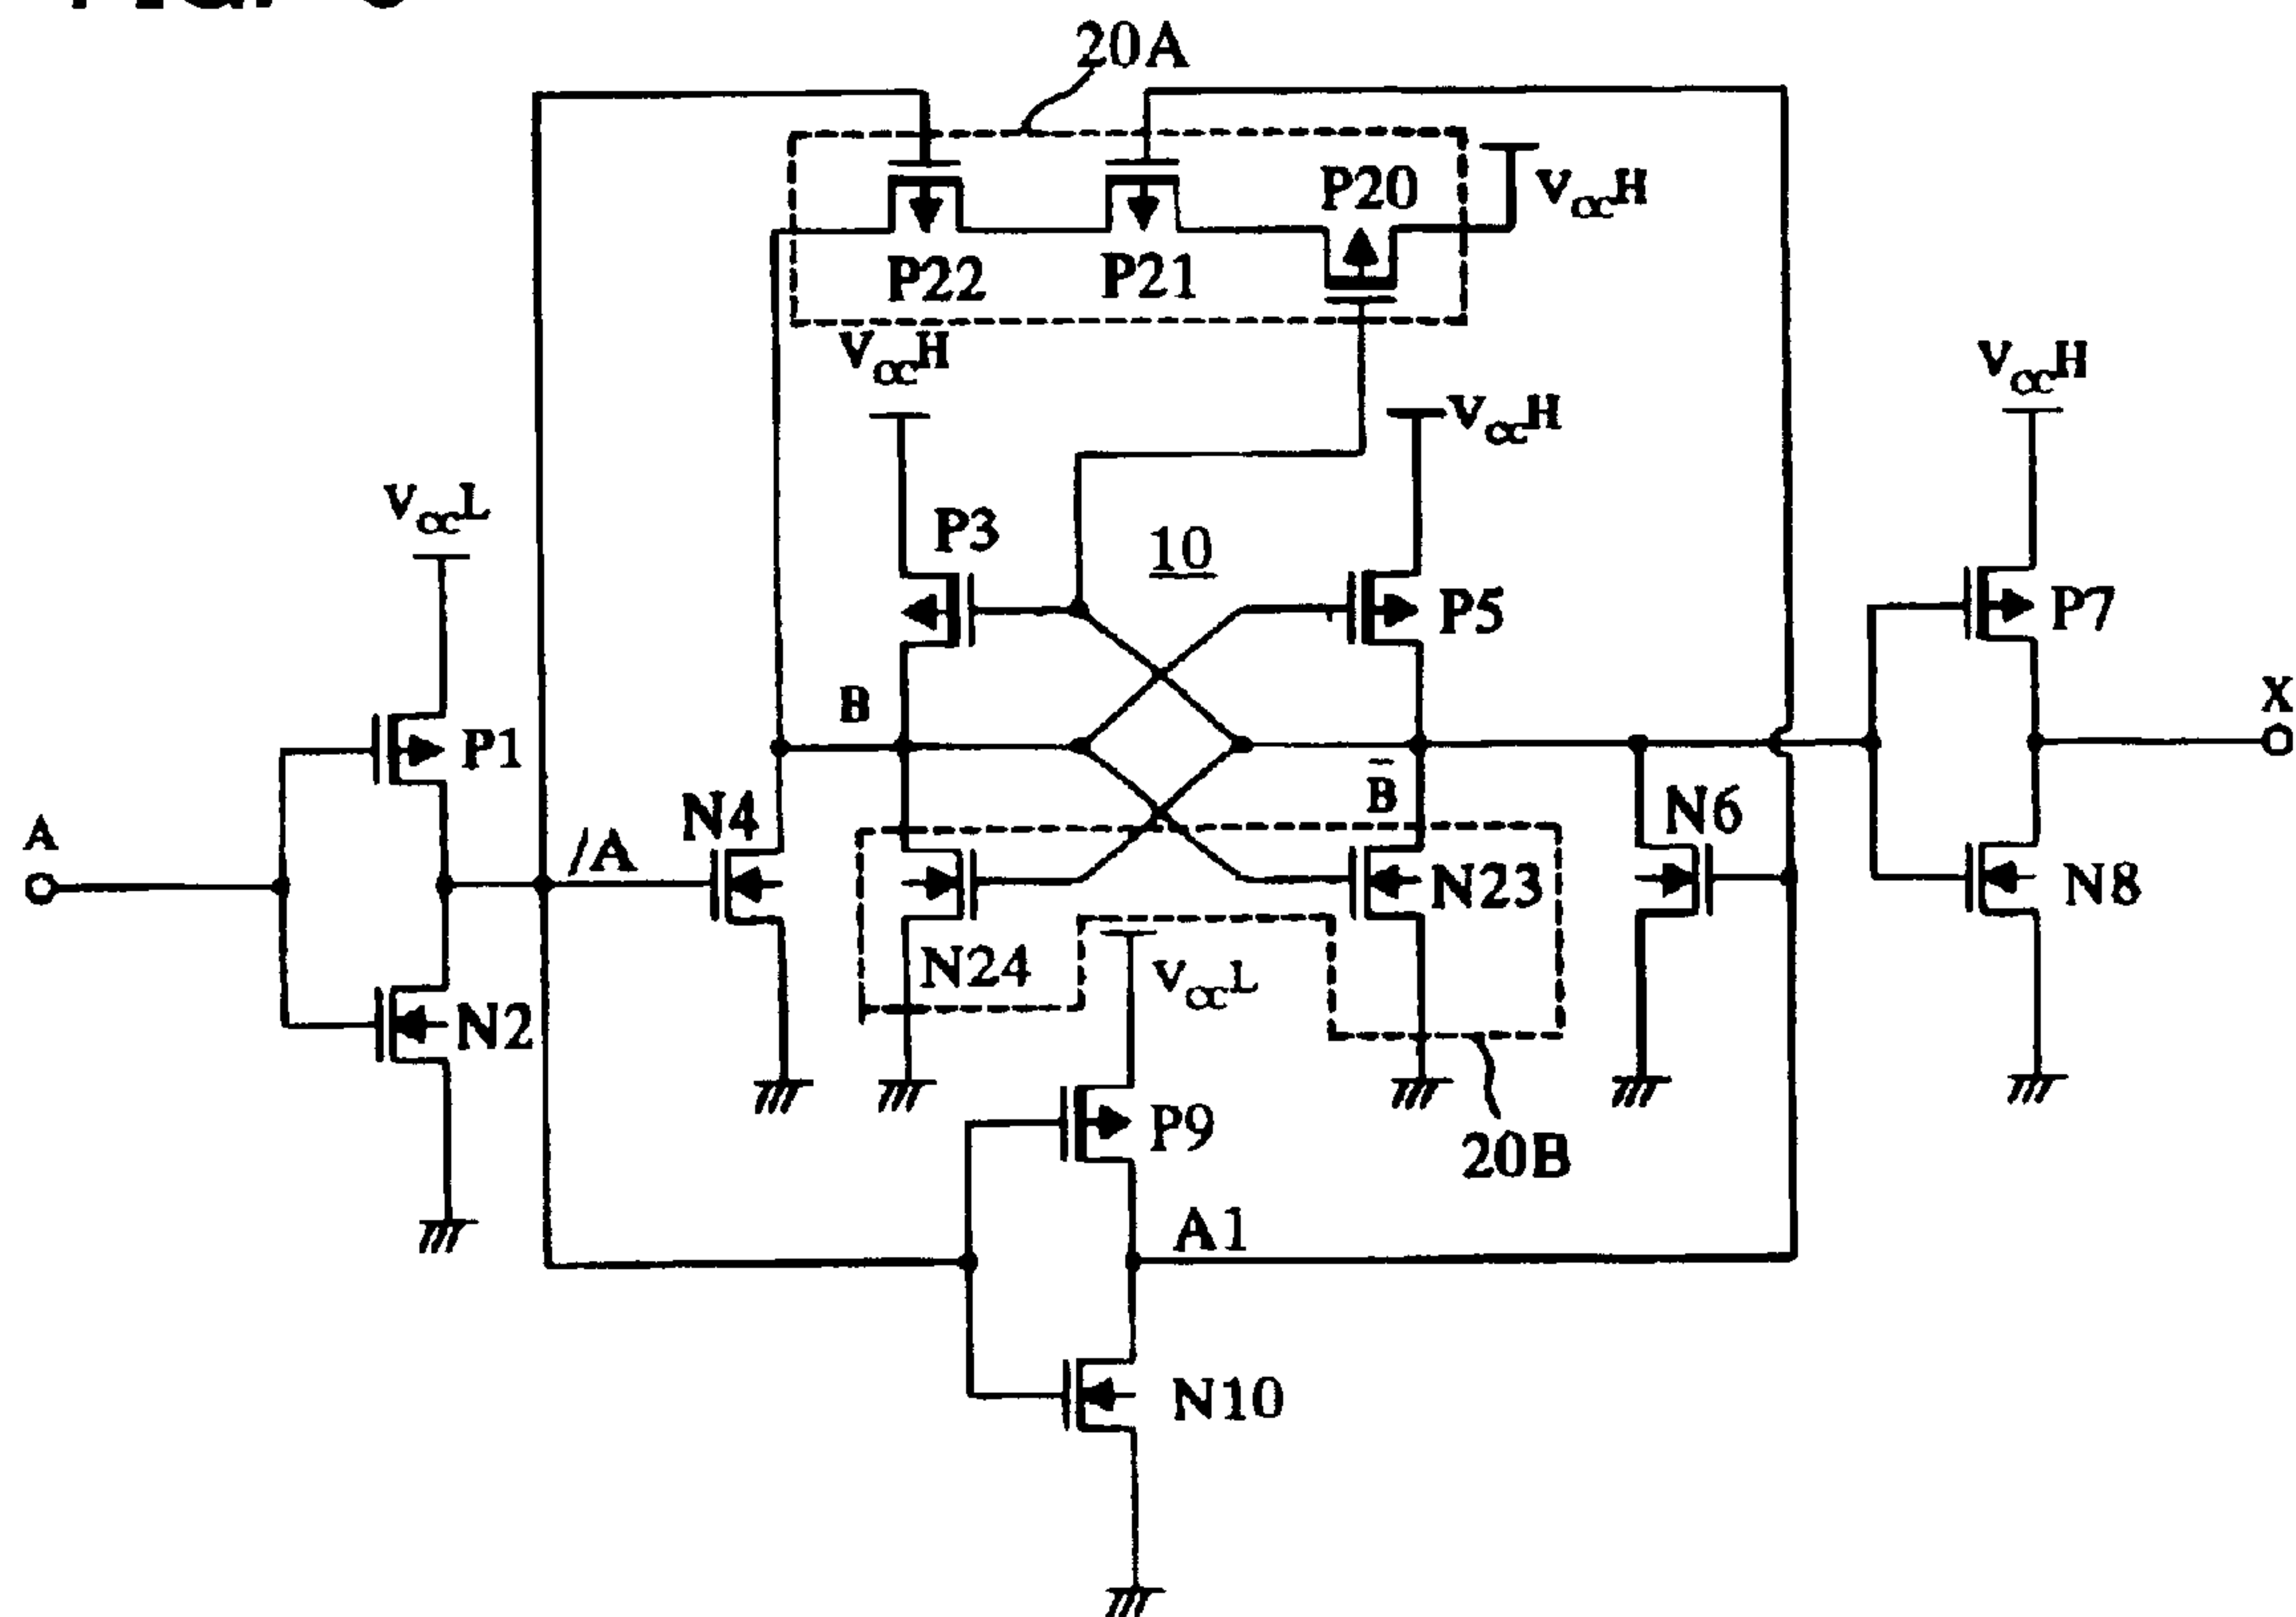 20A
P20
VccH
P22
P21
VccH
VccH
VccH
VccL
P3
10
P5
P7
B
X
P1
B̄
A
N4
/A
N6
N23
N8
N24
VccL
N2
P9
20B
A1
N10